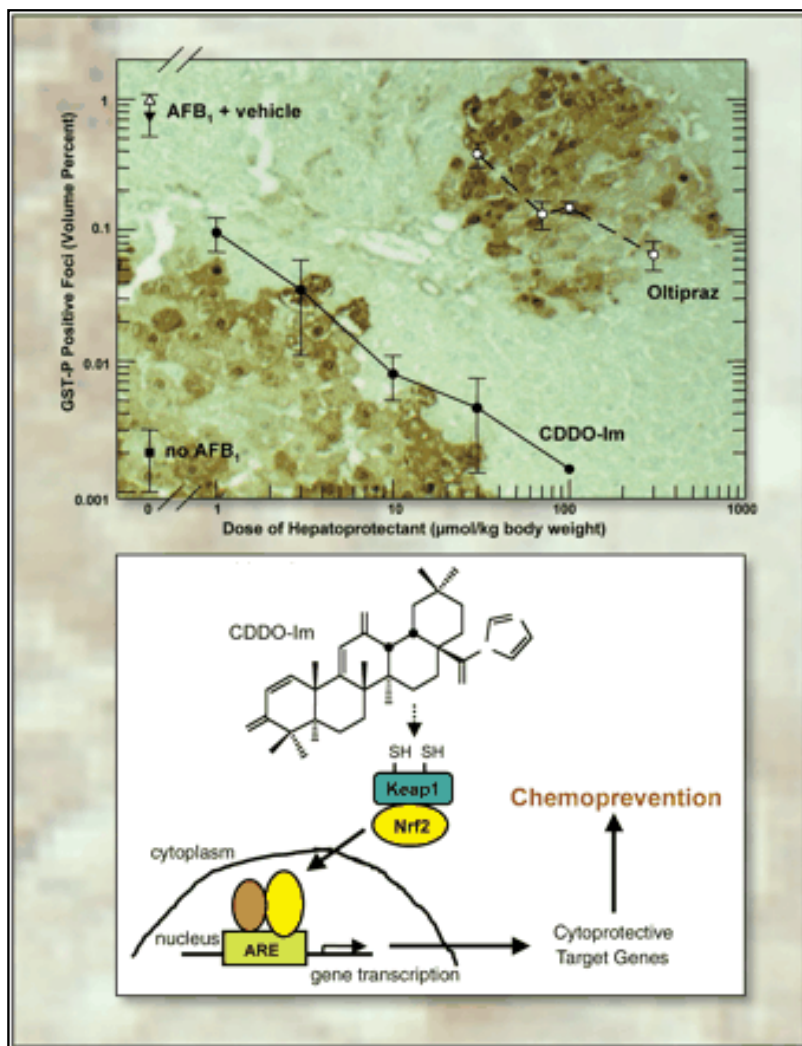 GST-P Positive Foci (Volume Percent)
1
0.1
0.01
0.001
AFB₁ + vehicle
Oltipraz
CDDO-Im
no AFB₁
0 1 10 100 1000
Dose of Hepatoprotectant (µmol/kg body weight)
CDDO-Im
SH SH
Keap1
Chemoprevention
Nrf2
cytoplasm
nucleus
ARE
gene transcription
Cytoprotective
Target Genes